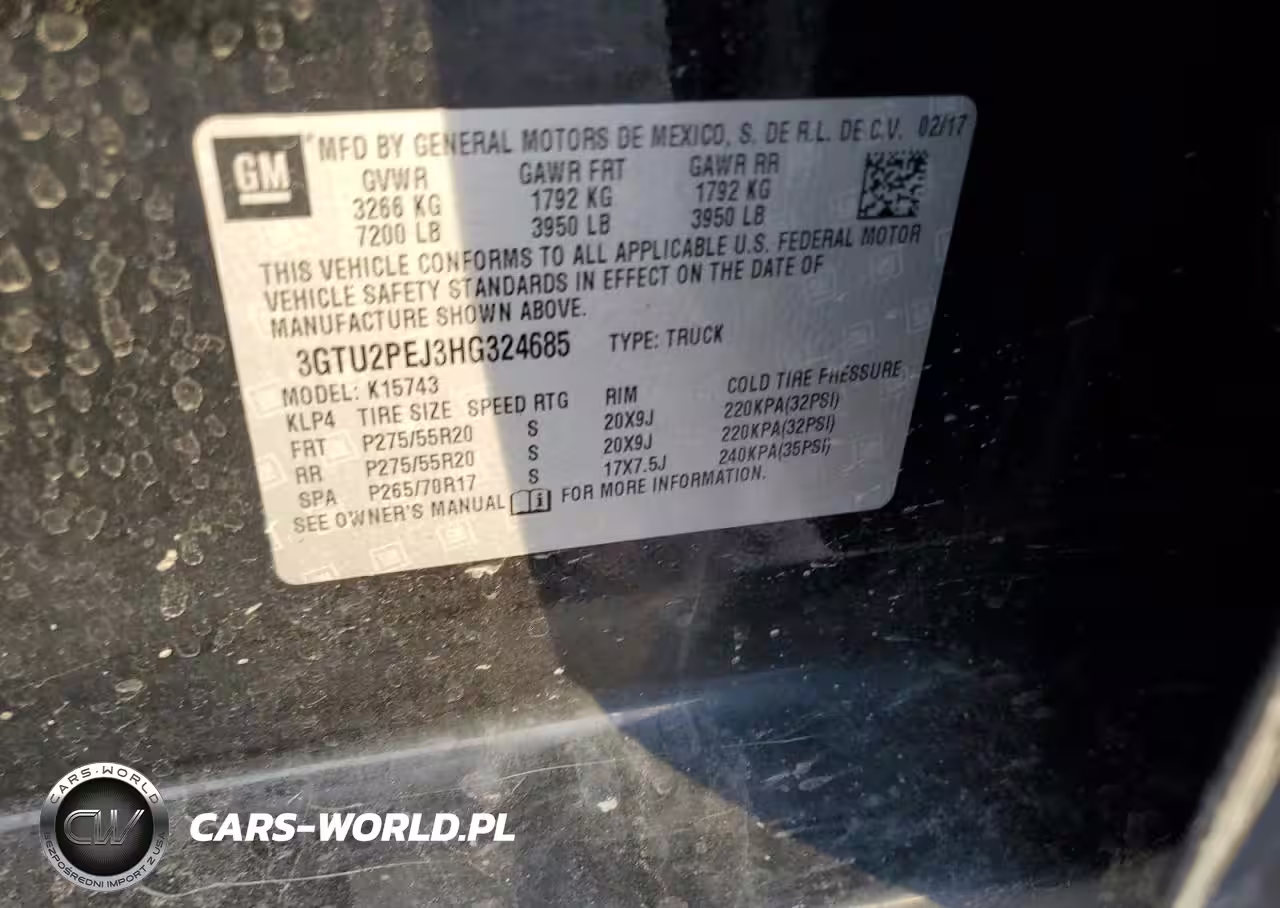 GM
MFD BY GENERAL MOTORS DE MEXICO, S. DE R.L. DE C.V. 02/17
GVWR GAWR FRT GAWR RR
3266 KG 1792 KG 1792 KG
7200 LB 3950 LB 3950 LB
THIS VEHICLE CONFORMS TO ALL APPLICABLE U.S. FEDERAL MOTOR
VEHICLE SAFETY STANDARDS IN EFFECT ON THE DATE OF
MANUFACTURE SHOWN ABOVE.
3GTU2PEJ3HG324685 TYPE: TRUCK
MODEL: K15743
KLP4 TIRE SIZE SPEED RTG RIM COLD TIRE PRESSURE
FRT P275/55R20 S 20X9J 220KPA(32PSI)
RR P275/55R20 S 20X9J 220KPA(32PSI)
SPA P265/70R17 S 17X7.5J 240KPA(35PSI)
SEE OWNER'S MANUAL FOR MORE INFORMATION.
CARS-WORLD
CW
BEZPOŚREDNI IMPORT Z USA
CARS-WORLD.PL